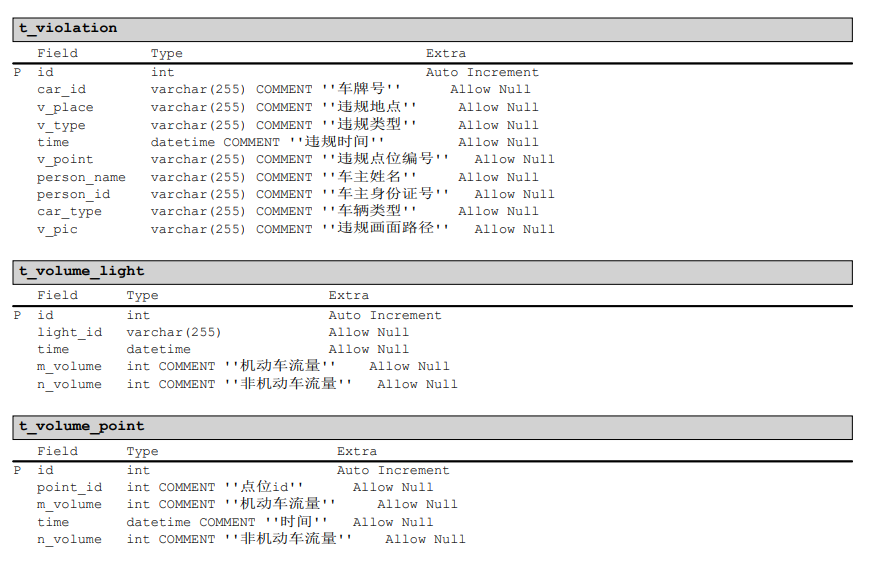 t_violation
Field Type Extra
P id int Auto Increment
car_id varchar(255) COMMENT ''车牌号'' Allow Null
v_place varchar(255) COMMENT ''违规地点'' Allow Null
v_type varchar(255) COMMENT ''违规类型'' Allow Null
time datetime COMMENT ''违规时间'' Allow Null
v_point varchar(255) COMMENT ''违规点位编号'' Allow Null
person_name varchar(255) COMMENT ''车主姓名'' Allow Null
person_id varchar(255) COMMENT ''车主身份证号'' Allow Null
car_type varchar(255) COMMENT ''车辆类型'' Allow Null
v_pic varchar(255) COMMENT ''违规画面路径'' Allow Null
t_volume_light
Field Type Extra
P id int Auto Increment
light_id varchar(255) Allow Null
time datetime Allow Null
m_volume int COMMENT ''机动车流量'' Allow Null
n_volume int COMMENT ''非机动车流量'' Allow Null
t_volume_point
Field Type Extra
P id int Auto Increment
point_id int COMMENT ''点位id'' Allow Null
m_volume int COMMENT ''机动车流量'' Allow Null
time datetime COMMENT ''时间'' Allow Null
n_volume int COMMENT ''非机动车流量'' Allow Null